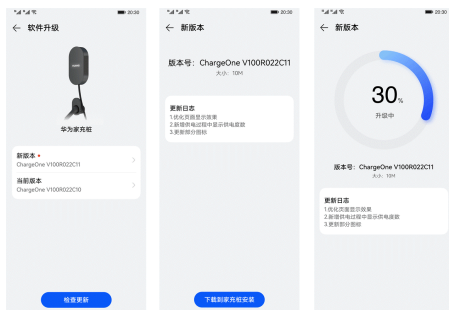 20:30
← 软件升级
华为家充桩
新版本
ChargeOne V100R022C11
当前版本
ChargeOne V100R022C10
检查更新
20:30
← 新版本
版本号： ChargeOne V100R022C11
大小：10M
更新日志
1.优化页面显示效果
2.新增供电过程中显示供电底数
3.更新部分图标
下载到家充桩安装
20:30
← 新版本
30%
升级中
版本号： ChargeOne V100R022C11
大小：10M
更新日志
1.优化页面显示效果
2.新增供电过程中显示供电底数
3.更新部分图标